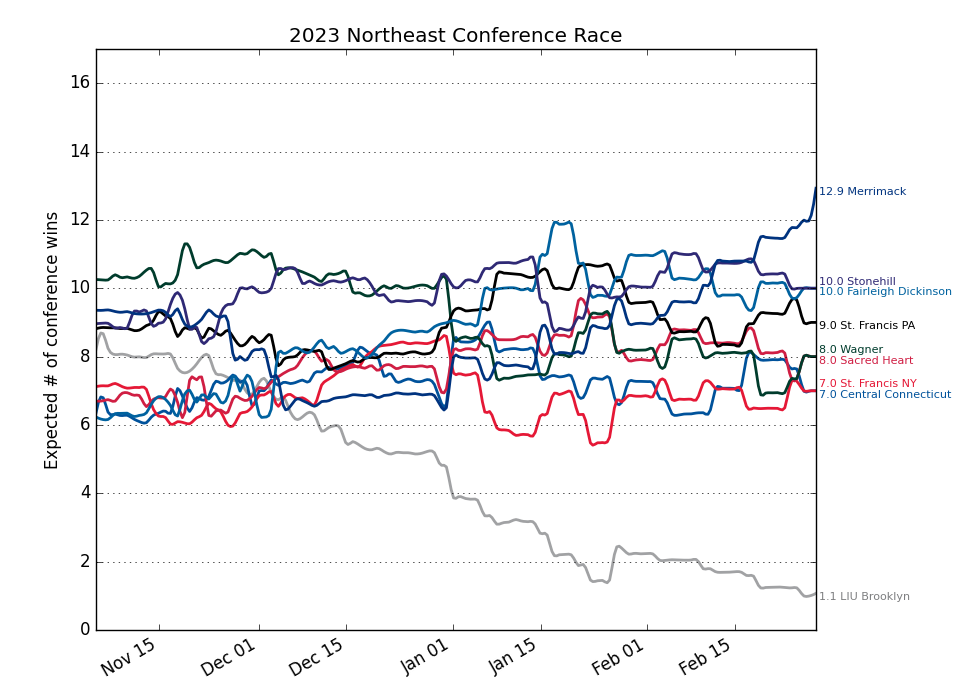 2023 Northeast Conference Race
Expected # of conference wins
16
14
12
10
8
6
4
2
0
Nov 15
Dec 01
Dec 15
Jan 01
Jan 15
Feb 01
Feb 15
12.9 Merrimack
10.0 Stonehill
10.0 Fairleigh Dickinson
9.0 St. Francis PA
8.0 Wagner
8.0 Sacred Heart
7.0 St. Francis NY
7.0 Central Connecticut
1.1 LIU Brooklyn